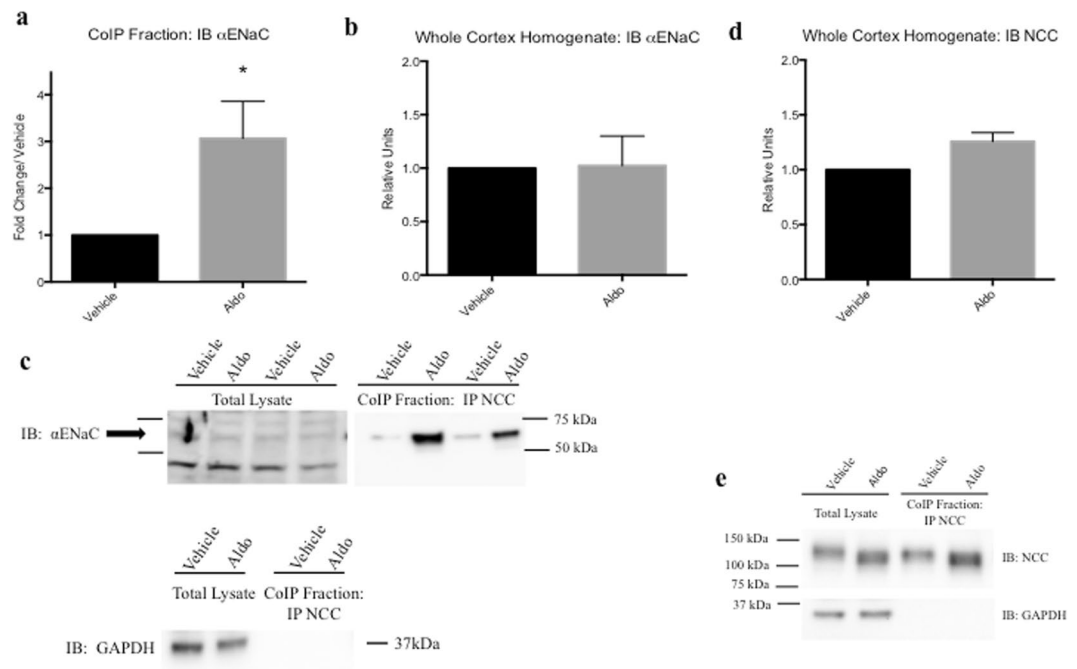 a
CoIP Fraction: IB αENaC
Fold Change/Vehicle
4
3
2
1
0
*
Vehicle
Aldo
b
Whole Cortex Homogenate: IB αENaC
Relative Units
2.0
1.5
1.0
0.5
0.0
Vehicle
Aldo
d
Whole Cortex Homogenate: IB NCC
Relative Units
2.0
1.5
1.0
0.5
0.0
Vehicle
Aldo
c
Vehicle
Aldo
Vehicle
Aldo
Vehicle
Aldo
Vehicle
Aldo
Total Lysate
CoIP Fraction: IP NCC
IB: αENaC
75 kDa
50 kDa
Vehicle
Aldo
Vehicle
Aldo
Total Lysate
CoIP Fraction:
IP NCC
IB: GAPDH
37kDa
e
Vehicle
Aldo
Vehicle
Aldo
Total Lysate
CoIP Fraction:
IP NCC
150 kDa
100 kDa
75 kDa
37 kDa
IB: NCC
IB: GAPDH